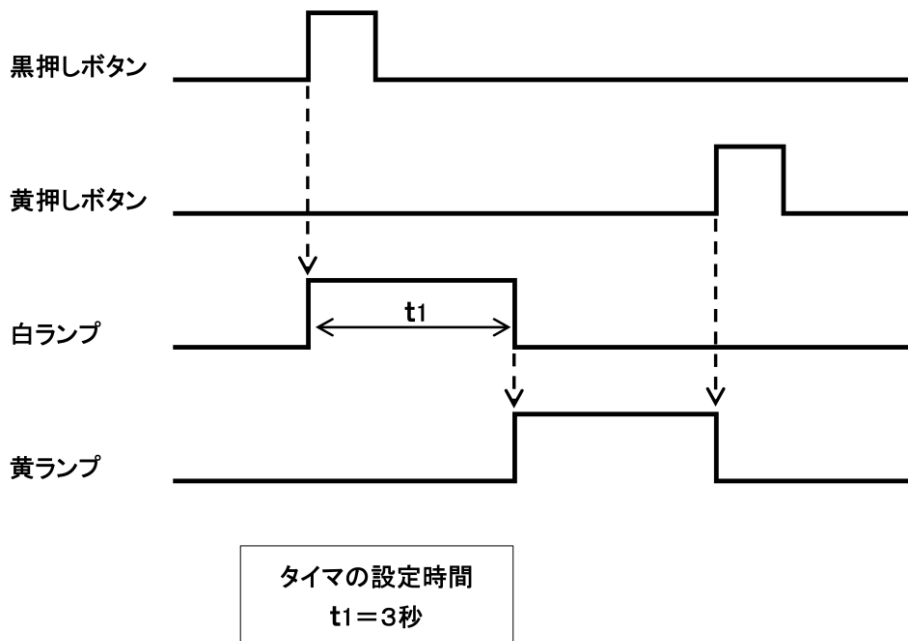 黒押しボタン
黄押しボタン
白ランプ
t1
黄ランプ
タイマの設定時間
t1＝3秒